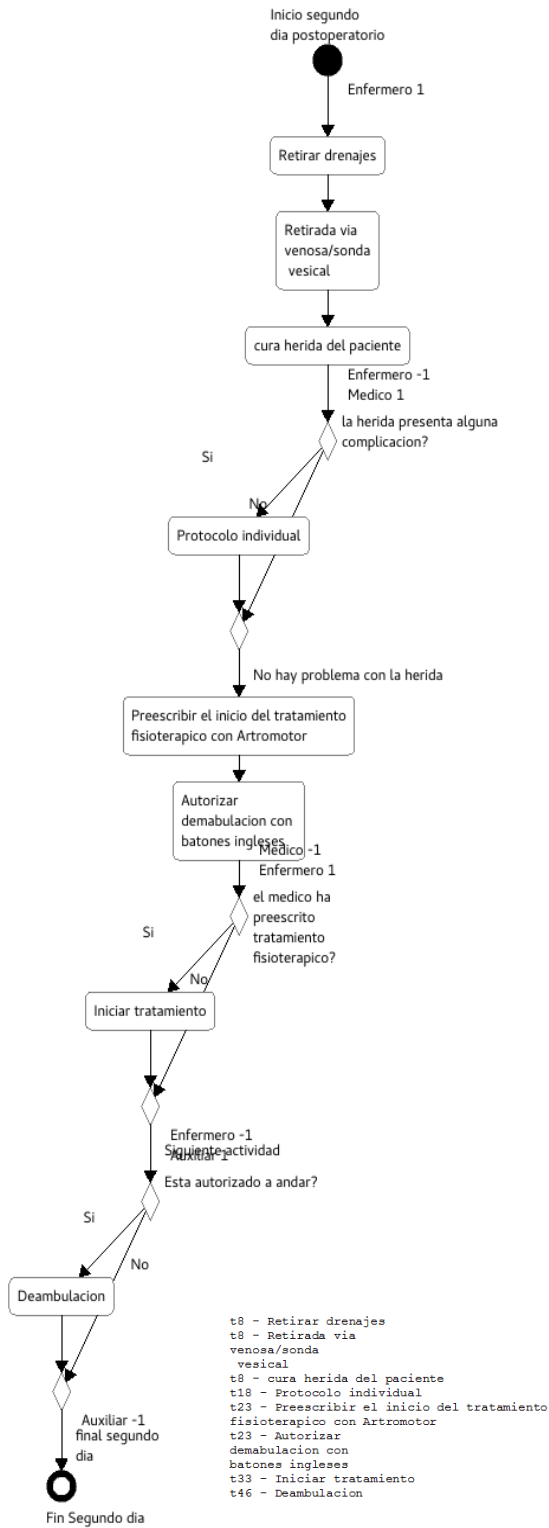 Inicio segundo
dia postoperatorio
Enfermero 1
Retirar drenajes
Retirada via
venosa/sonda
vesical
cura herida del paciente
Enfermero -1
Medico 1
la herida presenta alguna
complicacion?
Si
No
Protocolo individual
No hay problema con la herida
Preescribir el inicio del tratamiento
fisioterapico con Artromotor
Autorizar
demabulacion con
batones ingleses
Medico -1
Enfermero 1
el medico ha
preescrito
tratamiento
fisioterapico?
Si
No
Iniciar tratamiento
Enfermero -1
Siguiente actividad
Auxiliar 1
Esta autorizado a andar?
Si
No
Deambulacion
Auxiliar -1
final segundo
dia
Fin Segundo dia
t8 - Retirar drenajes
t8 - Retirada via
venosa/sonda
vesical
t8 - cura herida del paciente
t18 - Protocolo individual
t23 - Preescribir el inicio del tratamiento
fisioterapico con Artromotor
t23 - Autorizar
demabulacion con
batones ingleses
t33 - Iniciar tratamiento
t46 - Deambulacion